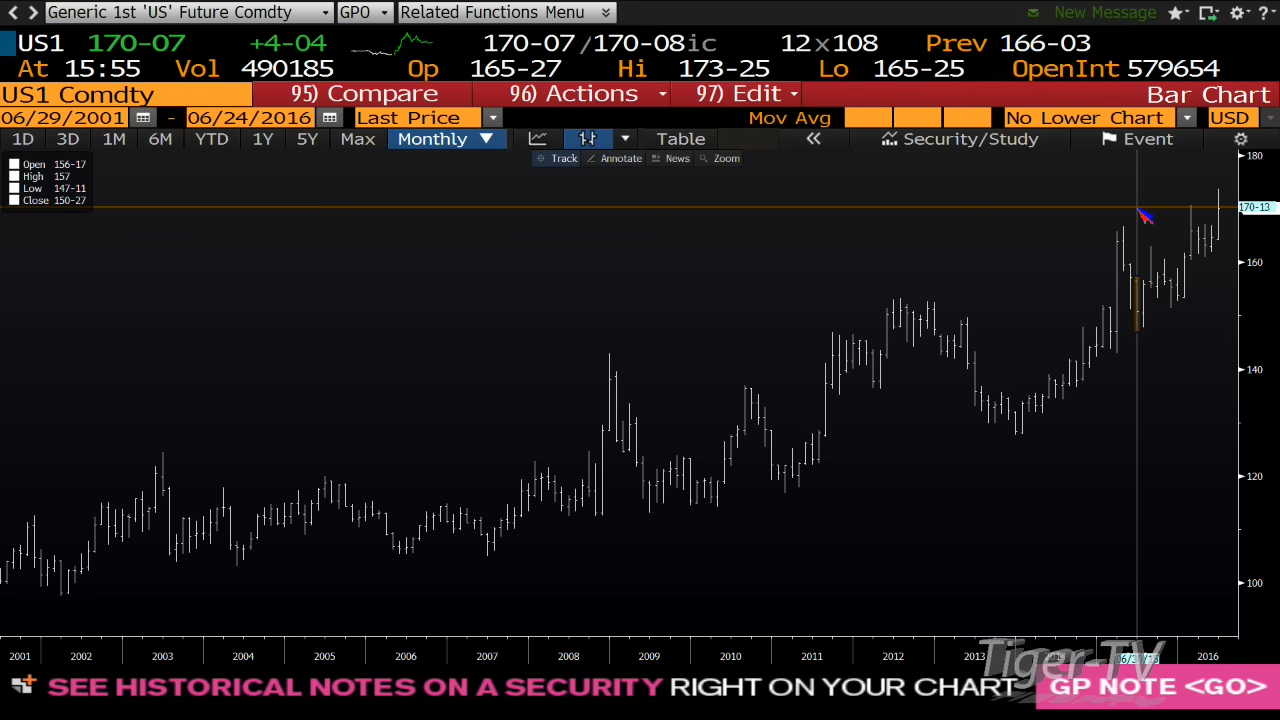 Generic 1st 'US' Future Comdty GPO Related Functions Menu New Message ?
US1 170-07 +4-04 170-07/170-08ic 12x108 Prev 166-03
At 15:55 Vol 490185 Op 165-27 Hi 173-25 Lo 165-25 OpenInt 579654
US1 Comdty 95) Compare 96) Actions 97) Edit Bar Chart
06/29/2001 - 06/24/2016 Last Price Mov Avg No Lower Chart USD
1D 3D 1M 6M YTD 1Y 5Y Max Monthly ▼ Table « Security/Study Event
Track Annotate News Zoom
Open 156-17
High 157
Low 147-11
Close 150-27
180
170-13
160
140
120
100
2001 2002 2003 2004 2005 2006 2007 2008 2009 2010 2011 2012 2013 2016
Tiger-TV
SEE HISTORICAL NOTES ON A SECURITY RIGHT ON YOUR CHART GP NOTE <GO>